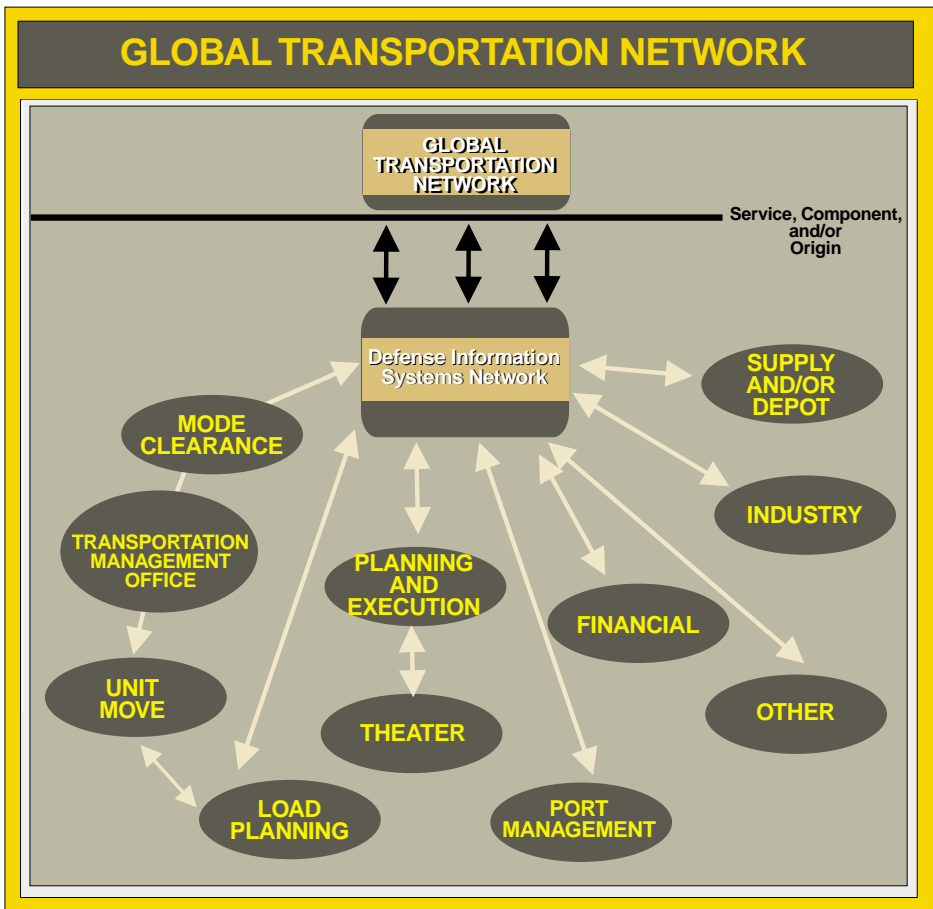 GLOBAL TRANSPORTATION NETWORK
GLOBAL
TRANSPORTATION
NETWORK
Service, Component,
and/or
Origin
Defense Information
Systems Network
SUPPLY
AND/OR
DEPOT
MODE
CLEARANCE
INDUSTRY
TRANSPORTATION
MANAGEMENT
OFFICE
PLANNING
AND
EXECUTION
FINANCIAL
UNIT
MOVE
THEATER
OTHER
LOAD
PLANNING
PORT
MANAGEMENT